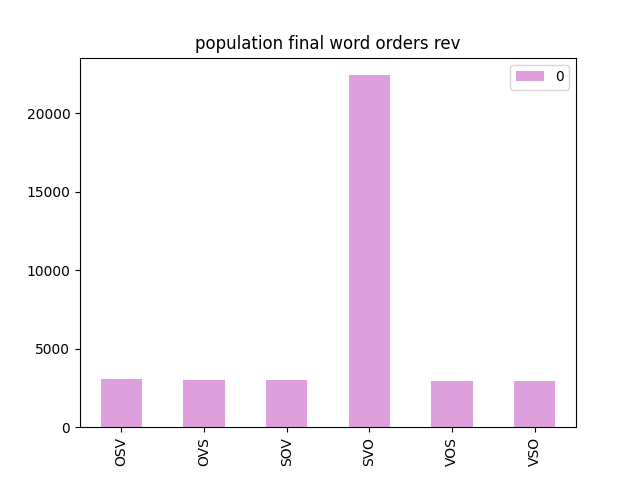 population final word orders rev
0
20000
15000
10000
5000
0
OSV
OVS
SOV
SVO
VOS
VSO